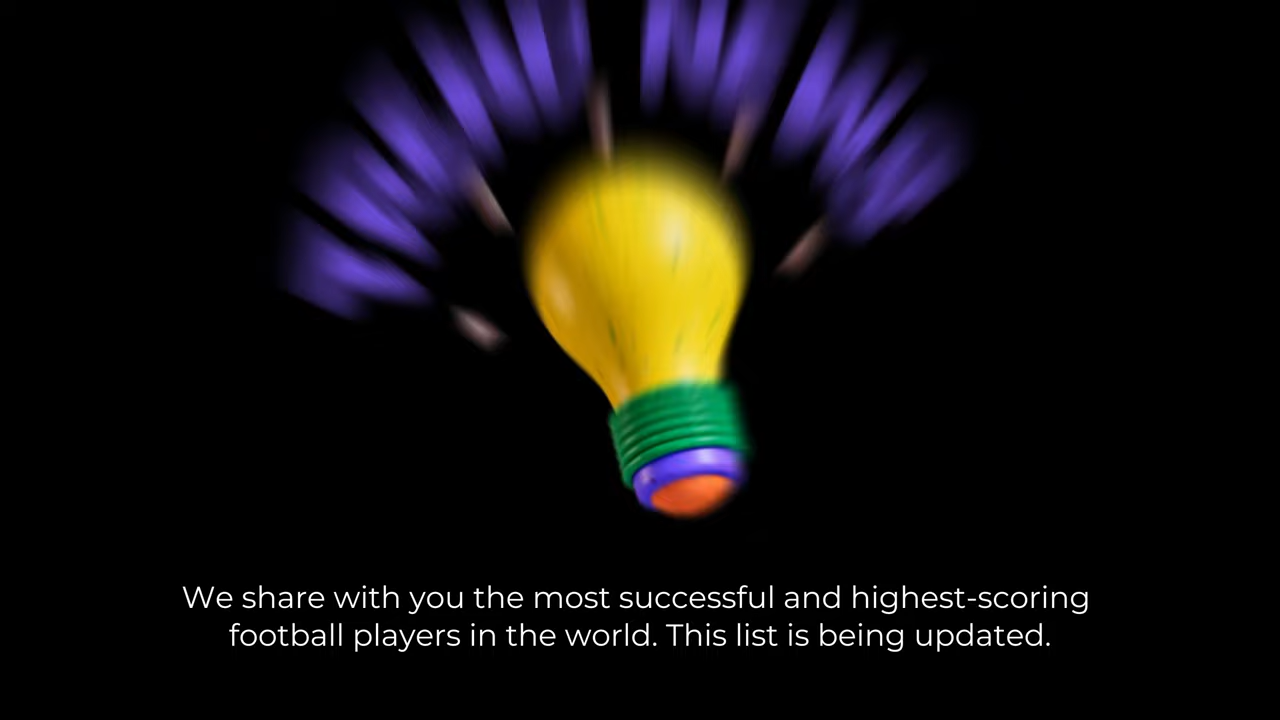 We share with you the most successful and highest-scoring
football players in the world. This list is being updated.